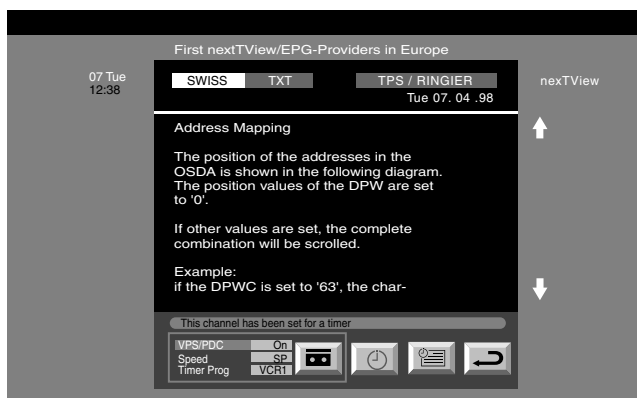 First nextTView/EPG-Providers in Europe
07 Tue
12:38
SWISS TXT TPS / RINGIER
nexTView
Tue 07. 04 .98
Address Mapping
The position of the addresses in the
OSDA is shown in the following diagram.
The position values of the DPW are set
to '0'.
If other values are set, the complete
combination will be scrolled.
Example:
if the DPWC is set to '63', the char-
This channel has been set for a timer
VPS/PDC On
Speed SP
Timer Prog VCR1